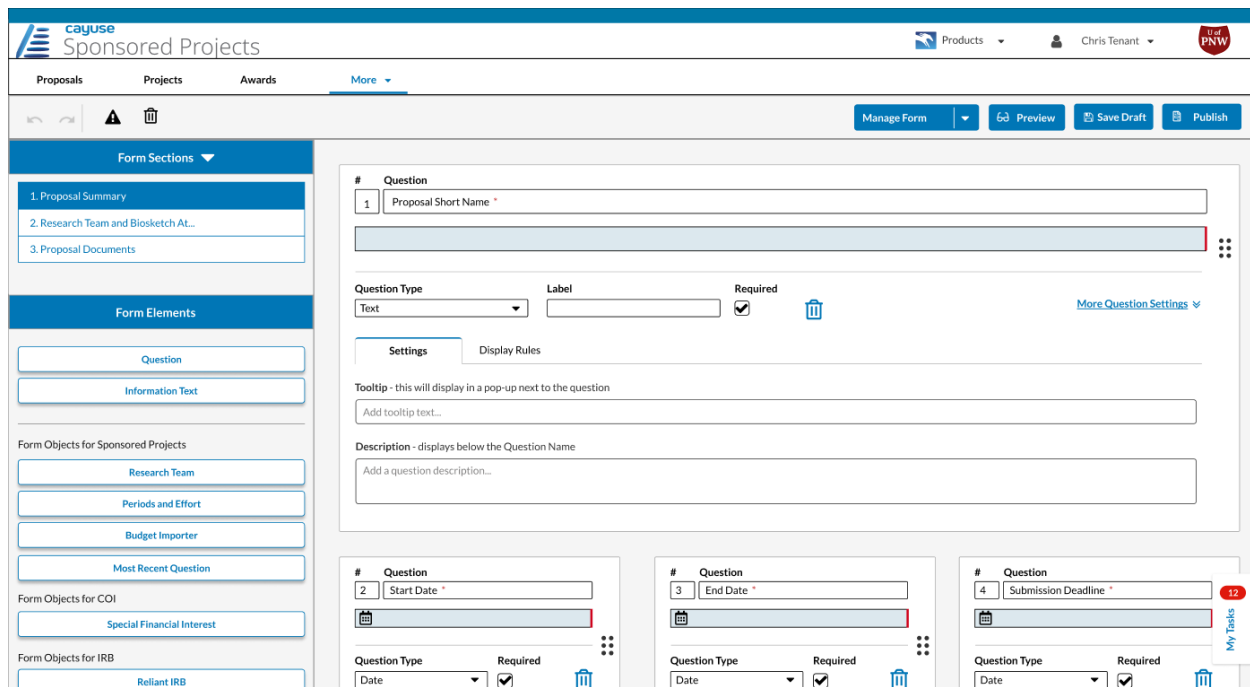 cayuse
Sponsored Projects
Products
Chris Tenant
U of
PNW
Proposals
Projects
Awards
More
Manage Form
Preview
Save Draft
Publish
Form Sections
1. Proposal Summary
2. Research Team and Biosketch At...
3. Proposal Documents
Form Elements
Question
Information Text
Form Objects for Sponsored Projects
Research Team
Periods and Effort
Budget Importer
Most Recent Question
Form Objects for COI
Special Financial Interest
Form Objects for IRB
Reliant IRB
# Question
1 Proposal Short Name *
Question Type Label Required
Text
More Question Settings
Settings Display Rules
Tooltip - this will display in a pop-up next to the question
Add tooltip text...
Description - displays below the Question Name
Add a question description...
# Question
2 Start Date *
Question Type Required
Date
# Question
3 End Date *
Question Type Required
Date
# Question
4 Submission Deadline *
Question Type Required
Date
12
My Tasks